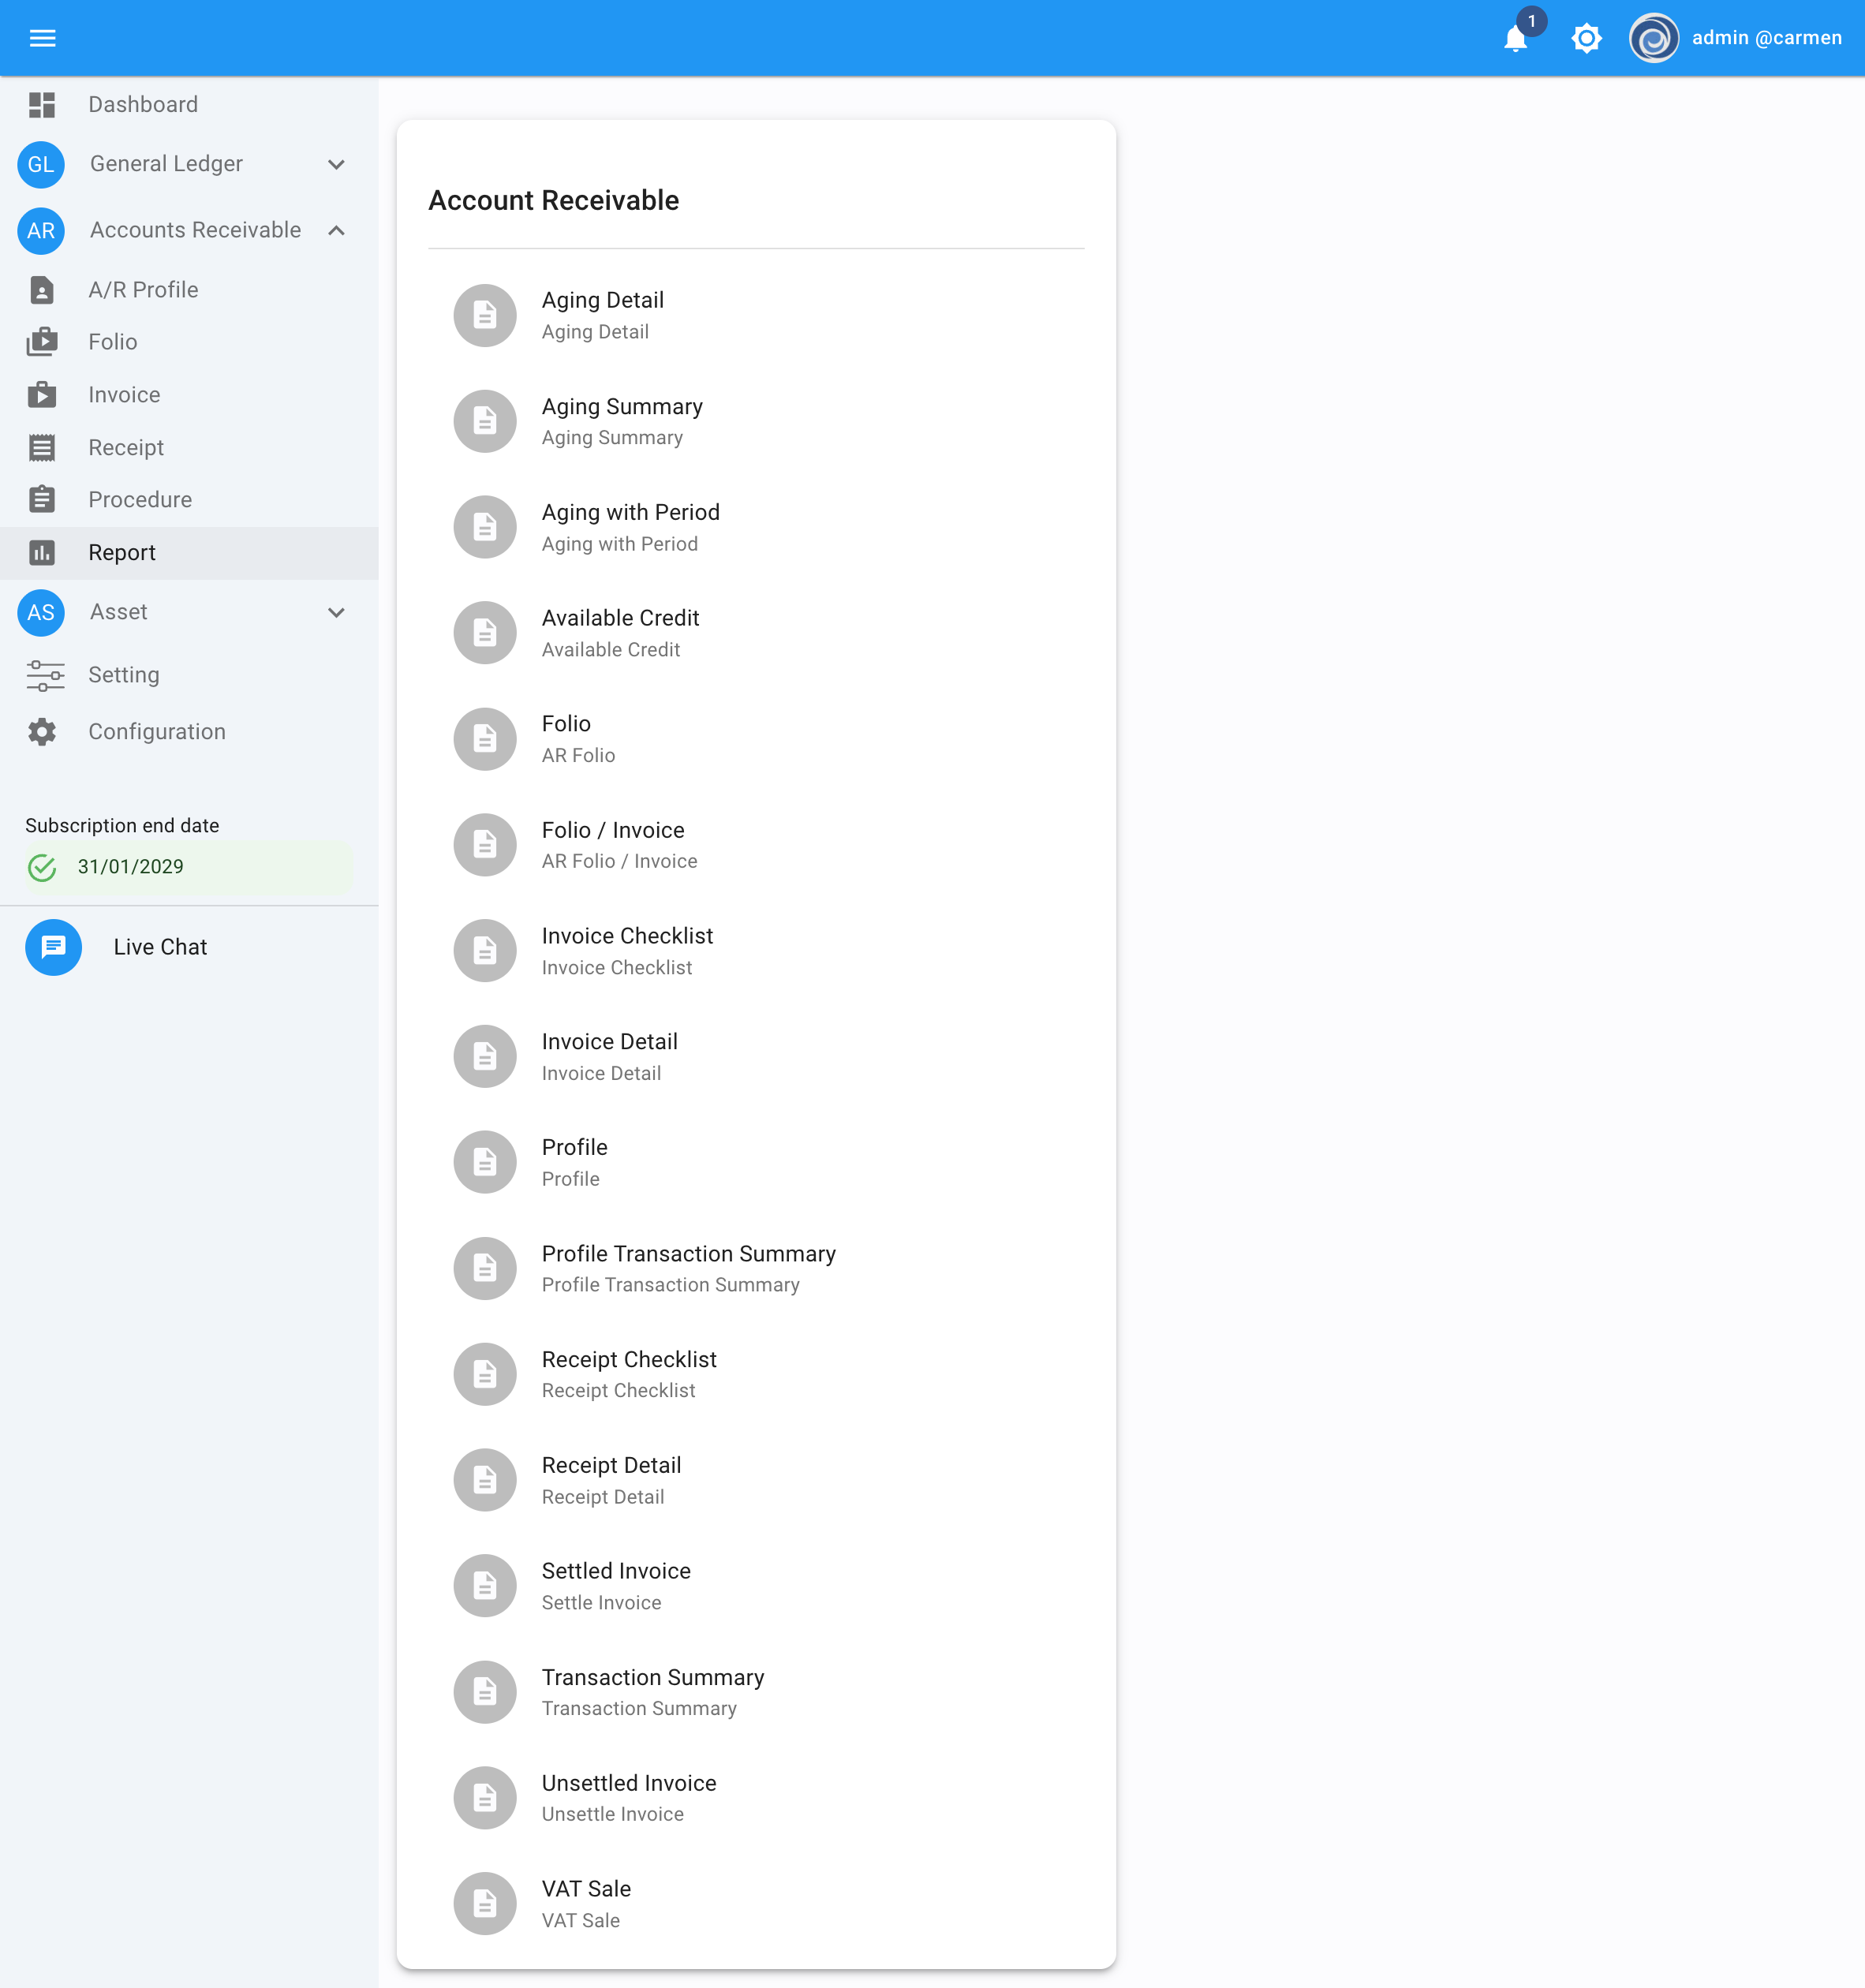 1
admin @carmen
Dashboard
GL General Ledger
AR Accounts Receivable
A/R Profile
Folio
Invoice
Receipt
Procedure
Report
AS Asset
Setting
Configuration
Subscription end date
31/01/2029
Live Chat
Account Receivable
Aging Detail
Aging Detail
Aging Summary
Aging Summary
Aging with Period
Aging with Period
Available Credit
Available Credit
Folio
AR Folio
Folio / Invoice
AR Folio / Invoice
Invoice Checklist
Invoice Checklist
Invoice Detail
Invoice Detail
Profile
Profile
Profile Transaction Summary
Profile Transaction Summary
Receipt Checklist
Receipt Checklist
Receipt Detail
Receipt Detail
Settled Invoice
Settle Invoice
Transaction Summary
Transaction Summary
Unsettled Invoice
Unsettle Invoice
VAT Sale
VAT Sale